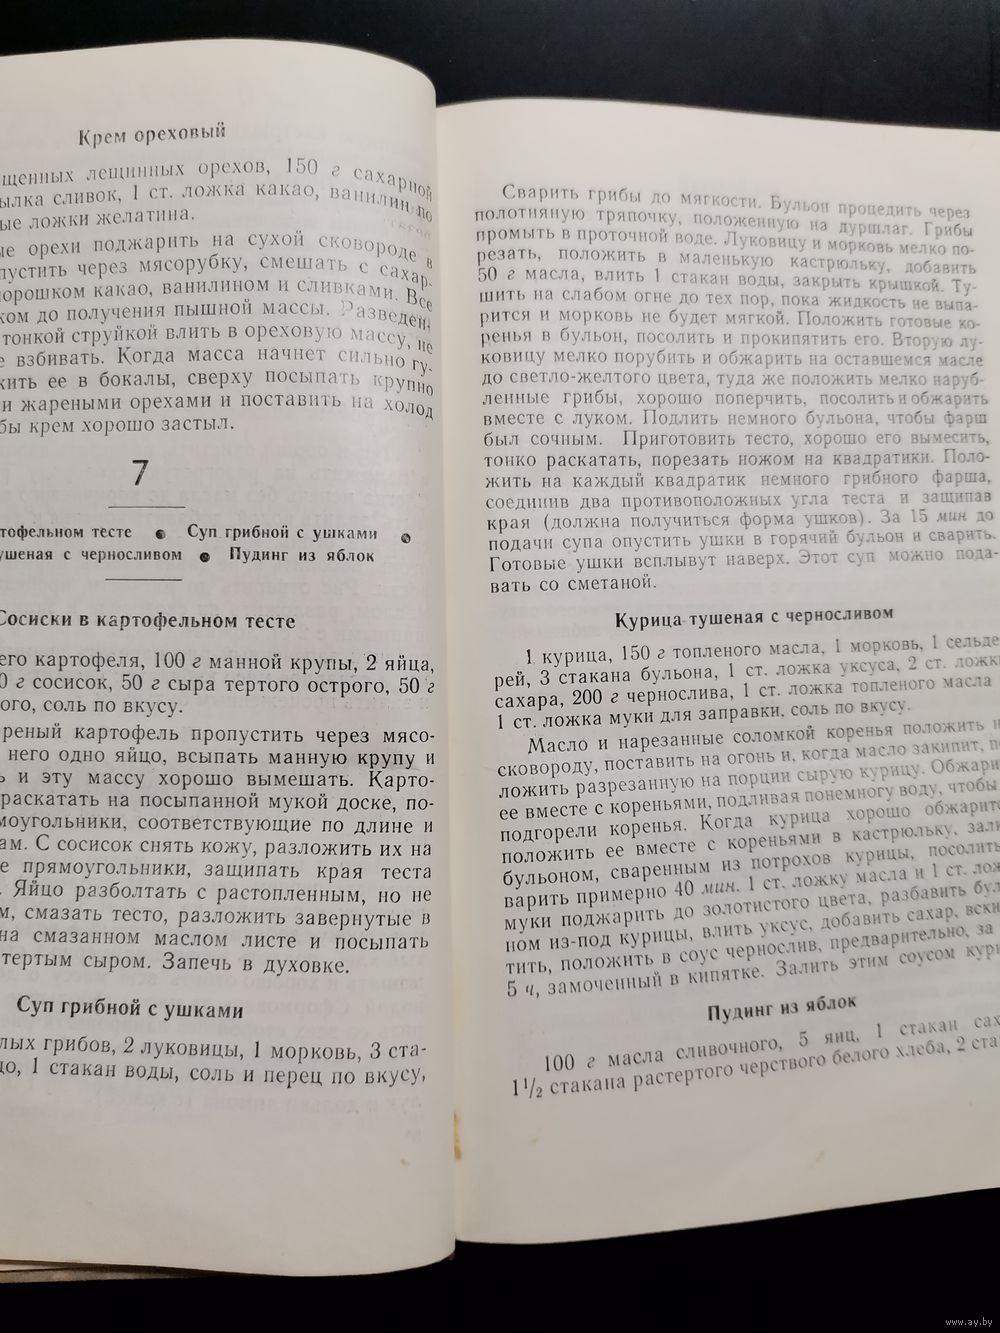 Крем ореховый
щенных лещинных орехов, 150 г сахарной
ылка сливок, 1 ст. ложка какао, ванилин по
ые ложки желатина.
ые орехи поджарить на сухой сковороде в
пустить через мясорубку, смешать с сахар-
порошком какао, ванилином и сливками. Все
ком до получения пышной массы. Разведен-
тонкой струйкой влить в ореховую массу, не
е взбивать. Когда масса начнет сильно гу-
жить ее в бокалы, сверху посыпать крупно
и жареными орехами и поставить на холод
бы крем хорошо застыл.
7
тофельном тесте ● Суп грибной с ушками ●
ушеная с черносливом ● Пудинг из яблок
Сосиски в картофельном тесте
его картофеля, 100 г манной крупы, 2 яйца,
0 г сосисок, 50 г сыра тертого острого, 50 г
ого, соль по вкусу.
реный картофель пропустить через мясо-
него одно яйцо, всыпать манную крупу и
ь и эту массу хорошо вымешать. Карто-
раскатать на посыпанной мукой доске, по-
моугольники, соответствующие по длине и
ам. С сосисок снять кожу, разложить их на
е прямоугольники, защипать края теста
. Яйцо разболтать с растопленным, но не
м, смазать тесто, разложить завернутые в
на смазанном маслом листе и посыпать
тертым сыром. Запечь в духовке.
Суп грибной с ушками
лых грибов, 2 луковицы, 1 морковь, 3 ста-
цо, 1 стакан воды, соль и перец по вкусу,
Сварить грибы до мягкости. Бульон процедить через
полотняную тряпочку, положенную на дуршлаг. Грибы
промыть в проточной воде. Луковицу и морковь мелко по-
резать, положить в маленькую кастрюльку, добавить
50 г масла, влить 1 стакан воды, закрыть крышкой. Ту-
шить на слабом огне до тех пор, пока жидкость не выпа-
рится и морковь не будет мягкой. Положить готовые ко-
ренья в бульон, посолить и прокипятить его. Вторую лу-
ковицу мелко порубить и обжарить на оставшемся масле
до светло-желтого цвета, туда же положить мелко наруб-
ленные грибы, хорошо поперчить, посолить и обжарить
вместе с луком. Подлить немного бульона, чтобы фарш
был сочным. Приготовить тесто, хорошо его вымесить,
тонко раскатать, порезать ножом на квадратики. Поло-
жить на каждый квадратик немного грибного фарша,
соединив два противоположных угла теста и защипав
края (должна получиться форма ушков). За 15 мин до
подачи супа опустить ушки в горячий бульон и сварить.
Готовые ушки всплывут наверх. Этот суп можно пода-
вать со сметаной.
Курица тушеная с черносливом
1 курица, 150 г топленого масла, 1 морковь, 1 сельде-
рей, 3 стакана бульона, 1 ст. ложка уксуса, 2 ст. ложки
сахара, 200 г чернослива, 1 ст. ложка топленого масла
1 ст. ложка муки для заправки, соль по вкусу.
Масло и нарезанные соломкой коренья положить н
сковороду, поставить на огонь и, когда масло закипит, по
ложить разрезанную на порции сырую курицу. Обжари
ее вместе с кореньями, подливая понемногу воду, чтобы
подгорели коренья. Когда курица хорошо обжарит
положить ее вместе с кореньями в кастрюльку, зали
бульоном, сваренным из потрохов курицы, посолить
варить примерно 40 мин. 1 ст. ложку масла и 1 ст. лож
муки поджарить до золотистого цвета, разбавить бул
ном из-под курицы, влить уксус, добавить сахар, вски
тить, положить в соус чернослив, предварительно, за
5 ч, замоченный в кипятке. Залить этим соусом кури
Пудинг из яблок
100 г масла сливочного, 5 яиц, 1 стакан сах
1 1/2 стакана растертого черствого белого хлеба, 2 стак
www.ay.by